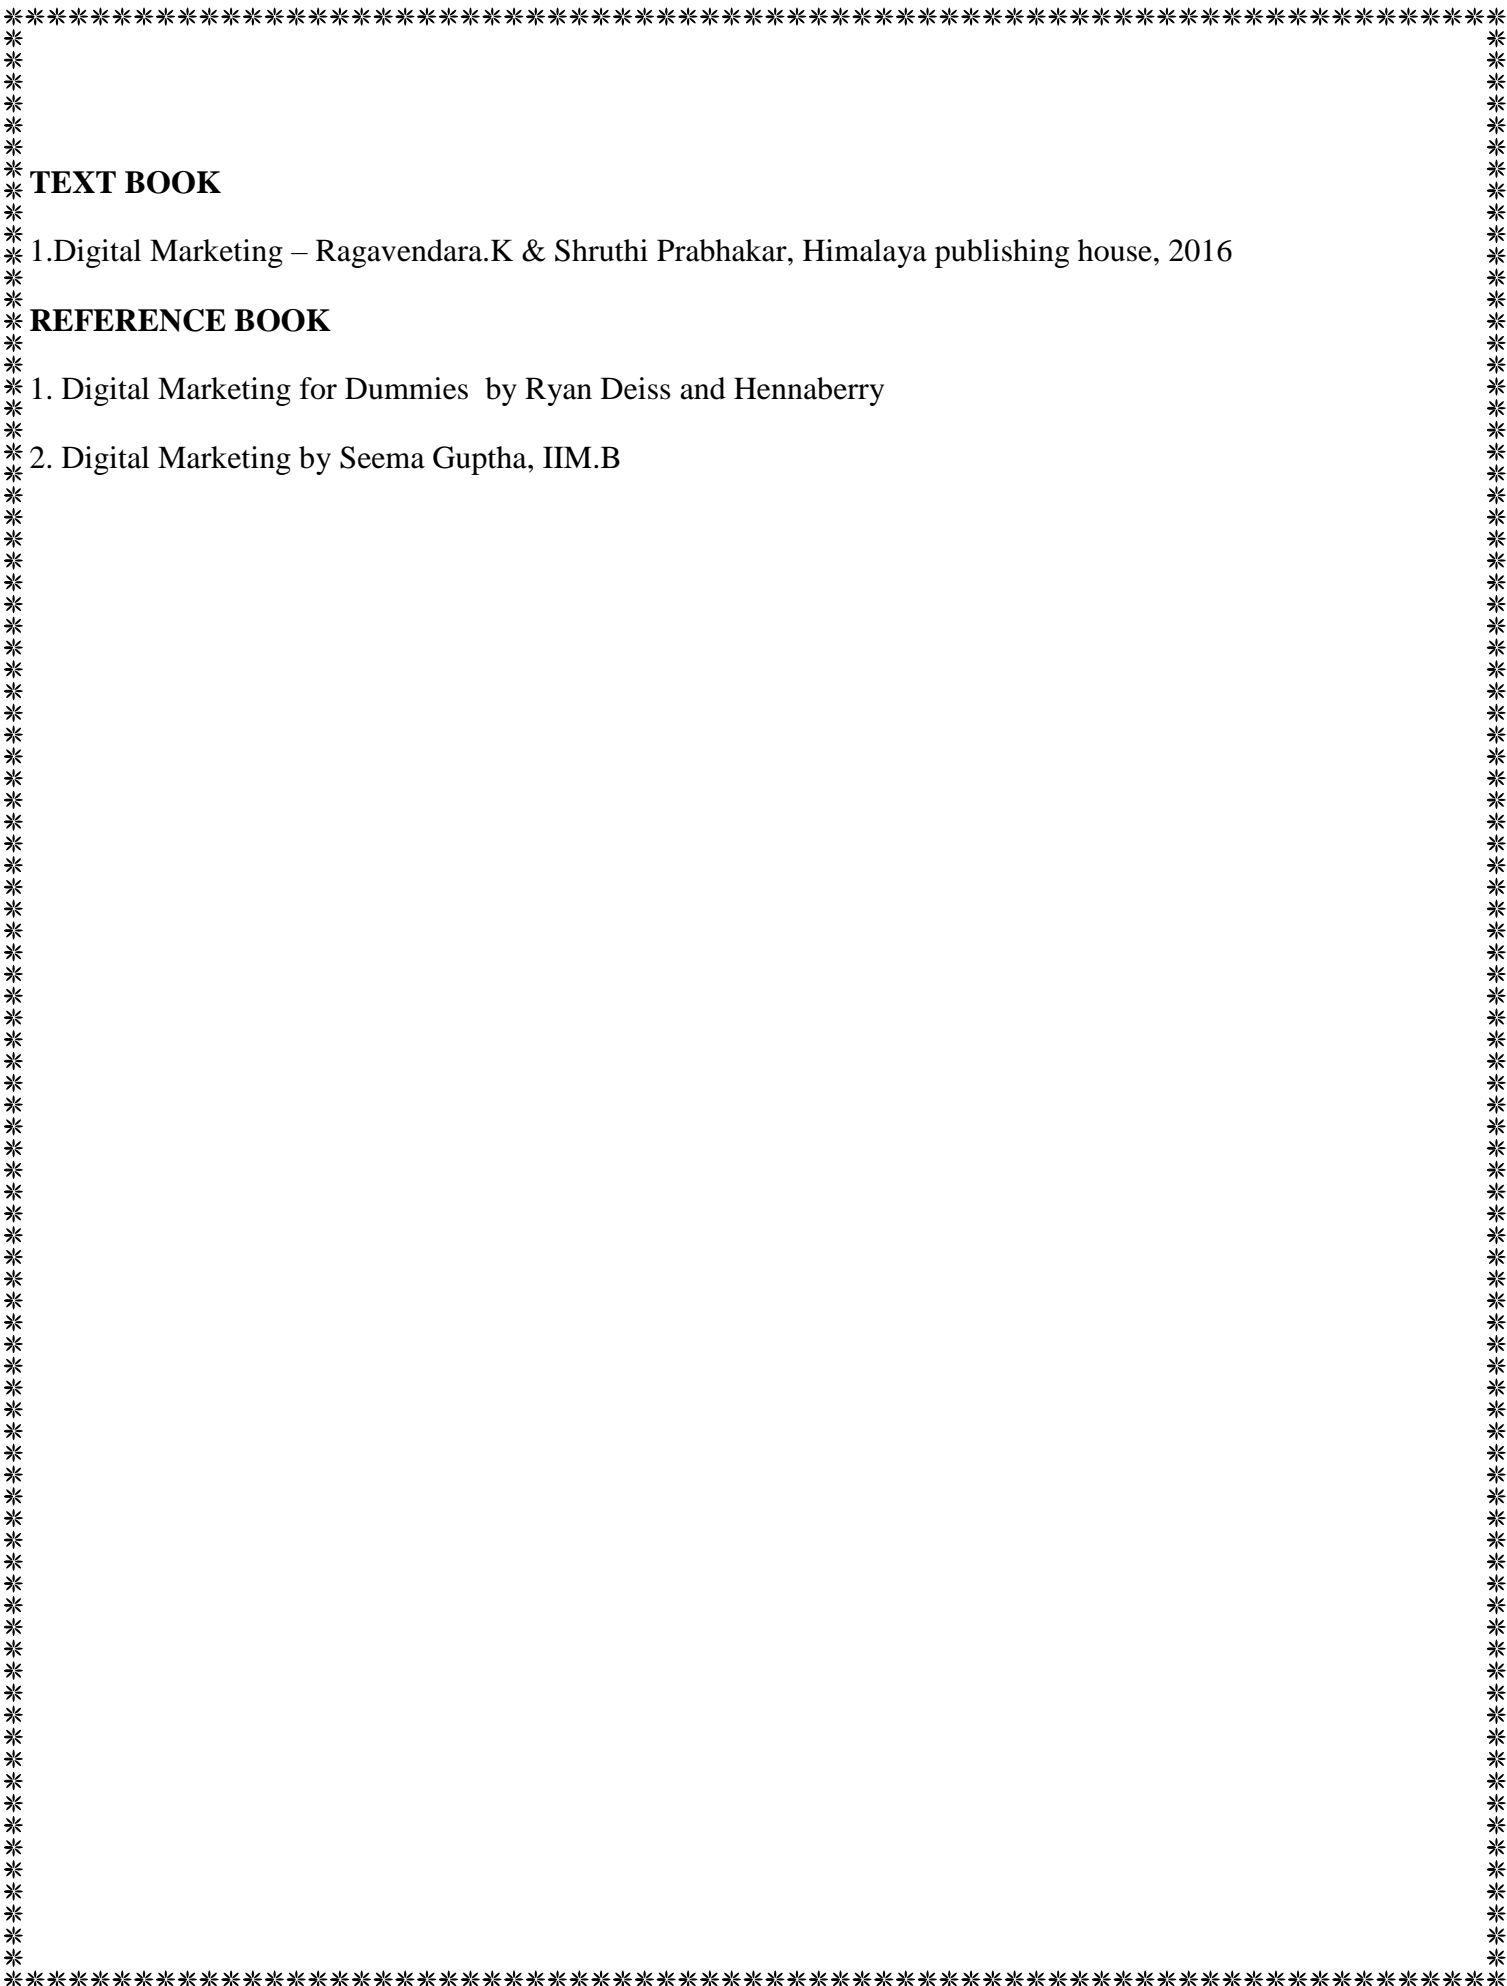 TEXT BOOK
1.Digital Marketing – Ragavendara.K & Shruthi Prabhakar, Himalaya publishing house, 2016
REFERENCE BOOK
1. Digital Marketing for Dummies  by Ryan Deiss and Hennaberry
2. Digital Marketing by Seema Guptha, IIM.B